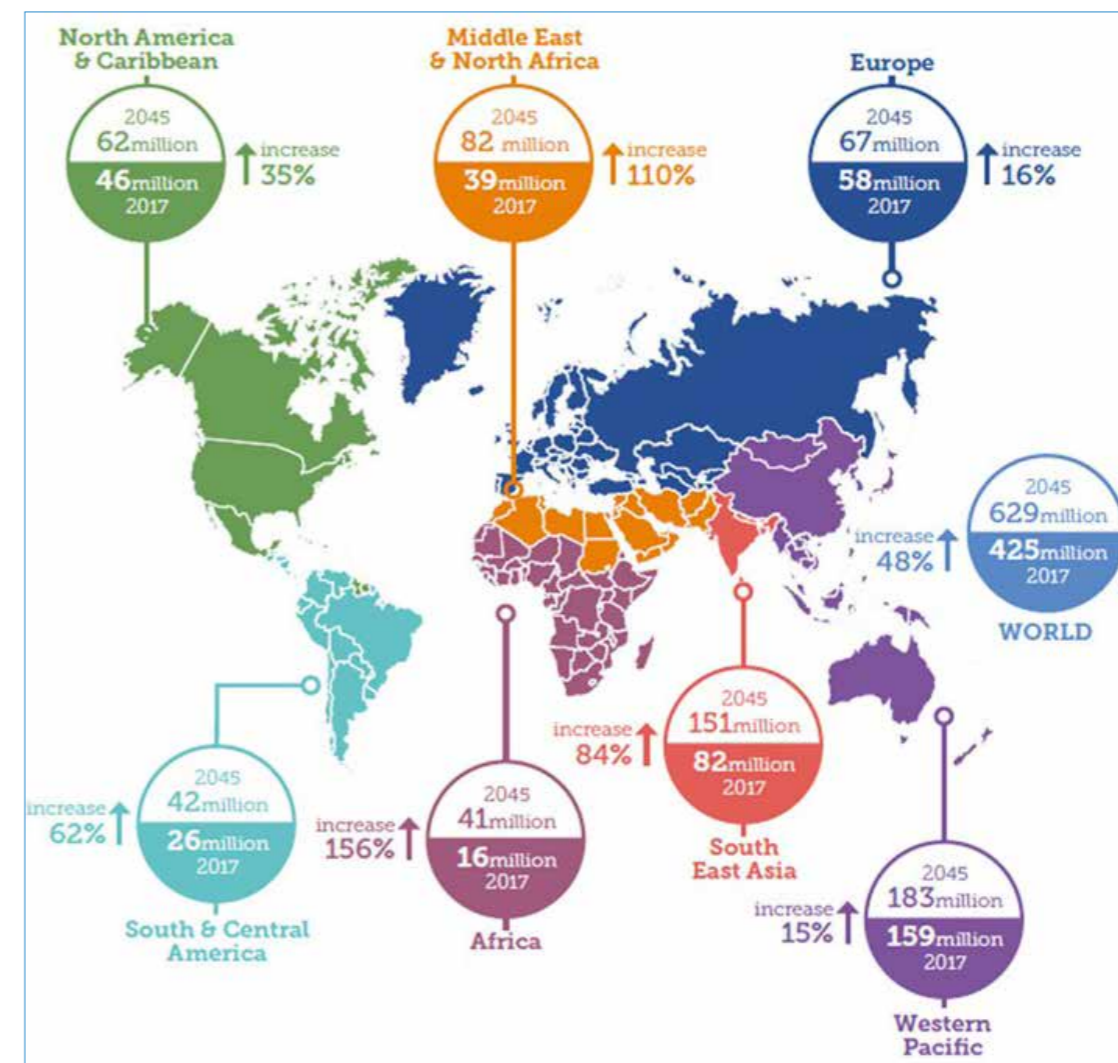 North America
& Caribbean
2045
62million
46million
2017
increase
35%
Middle East
& North Africa
2045
82 million
39million
2017
increase
110%
Europe
2045
67million
58million
2017
increase
16%
2045
629million
425million
2017
increase
48%
WORLD
2045
42million
26million
2017
increase
62%
South & Central
America
2045
41million
16million
2017
increase
156%
Africa
2045
151million
82million
2017
increase
84%
South
East Asia
2045
183million
159million
2017
increase
15%
Western
Pacific